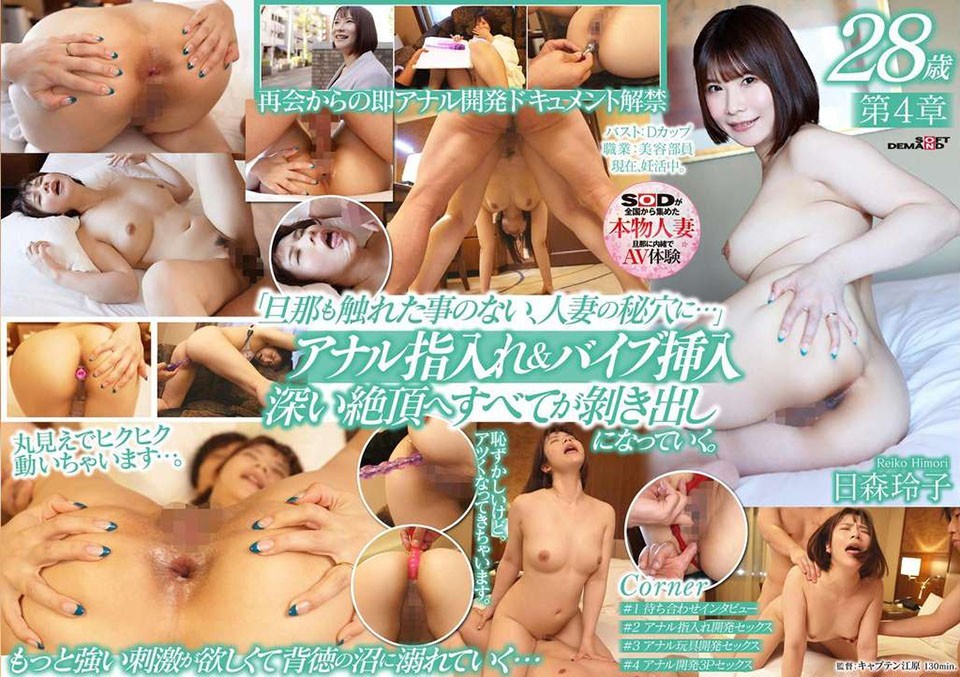 再会からの即アナル開発ドキュメント解禁
28歳
第4章
SOFT
DEMAND
バスト:Dカップ
職業:美容部員
現在、妊活中。
SODが
全国から集めた
本物人妻
旦那に内緒で
AV体験
「旦那も触れた事のない、人妻の秘穴に…」
アナル指入れ&バイブ挿入
深い絶頂へすべてが剥き出し
になっていく。
丸見えでヒクヒク
動いちゃいます…。
恥ずかしいけど、
アツくなってきちゃいます。
Reiko Himori
日森玲子
Corner
#1 待ち合わせインタビュー
#2 アナル指入れ開発セックス
#3 アナル玩具開発セックス
#4 アナル開発3Pセックス
もっと強い刺激が欲しくて背徳の沼に溺れていく…
監督:キャプテン江原 130min.